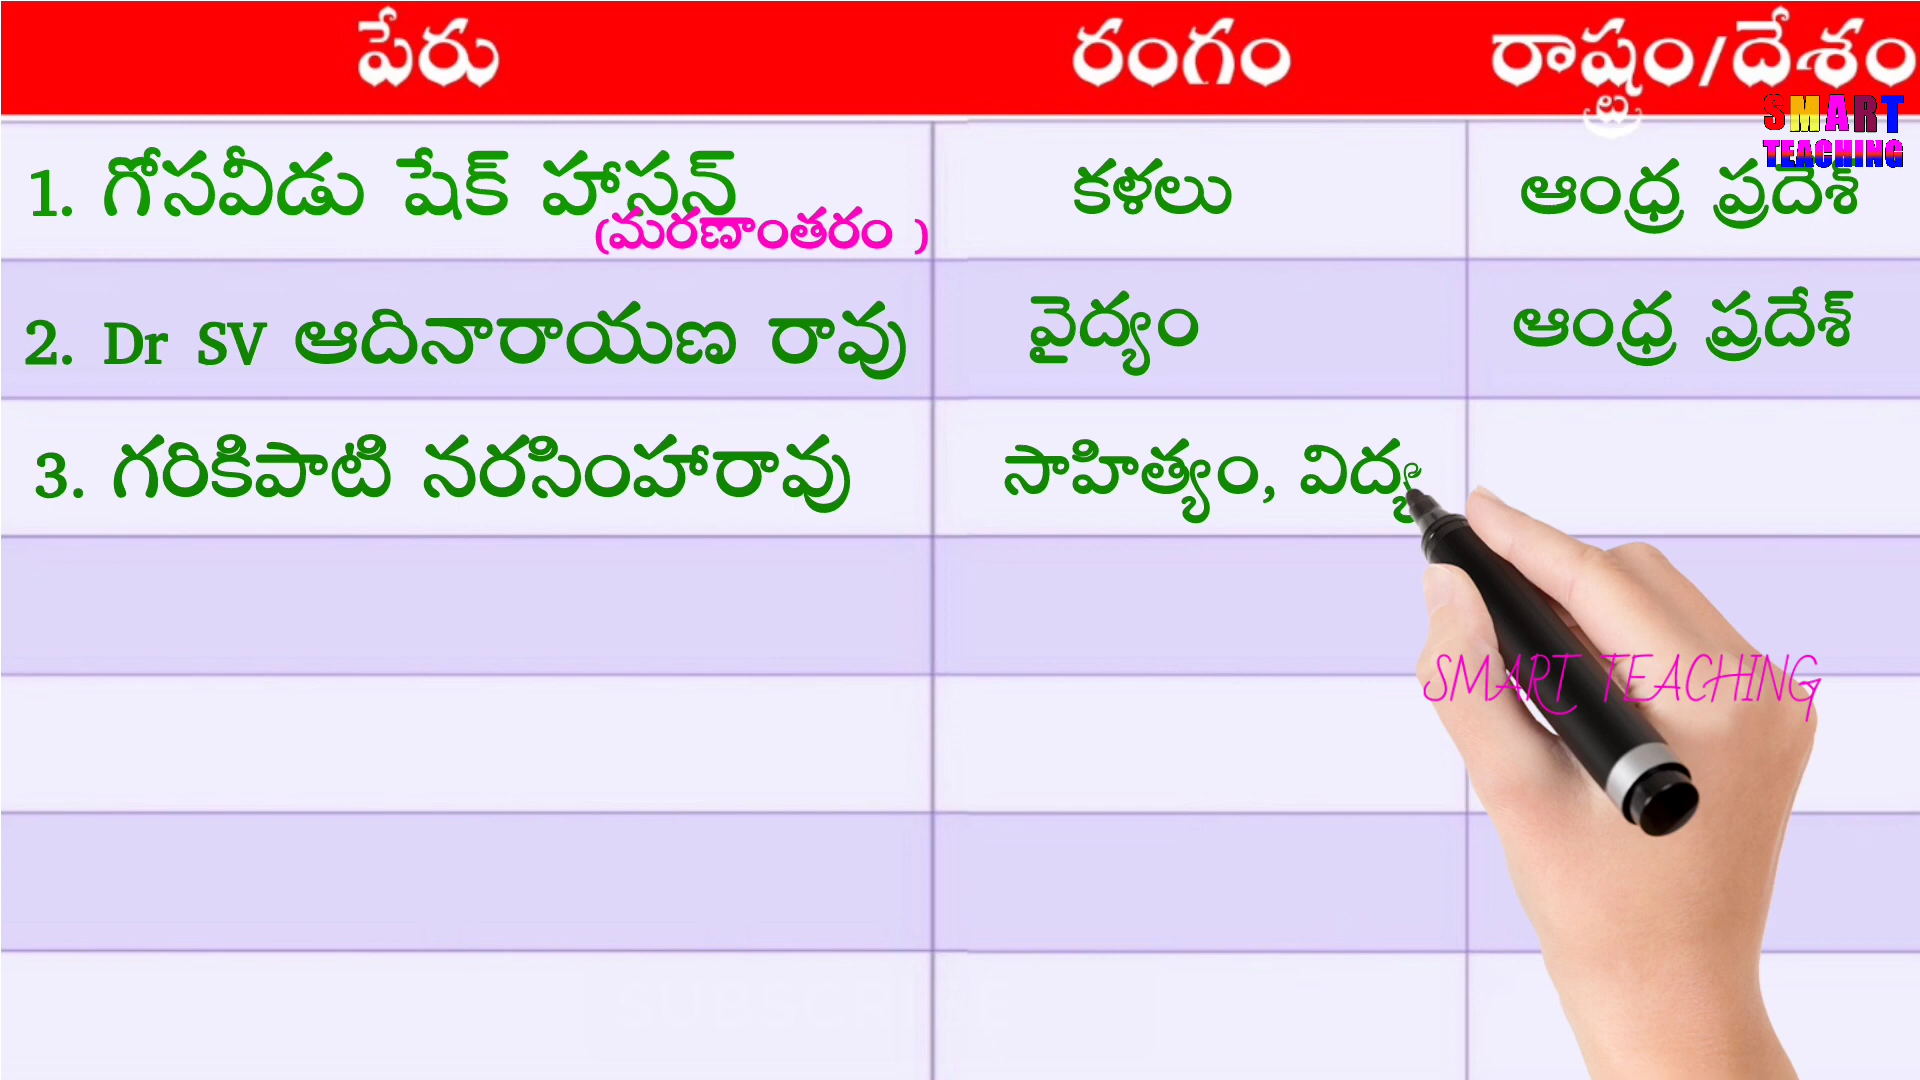 పేరు రంగం రాష్ట్రం/దేశం
SMART
TEACHING
1. గోసవీడు షేక్ హాసన్ కళలు ఆంధ్ర ప్రదేశ్
(మరణాంతరం )
2. Dr SV ఆదినారాయణ రావు వైద్యం ఆంధ్ర ప్రదేశ్
3. గరికిపాటి నరసింహారావు సాహిత్యం, విద్య
SMART TEACHING
SUBSCRIBE